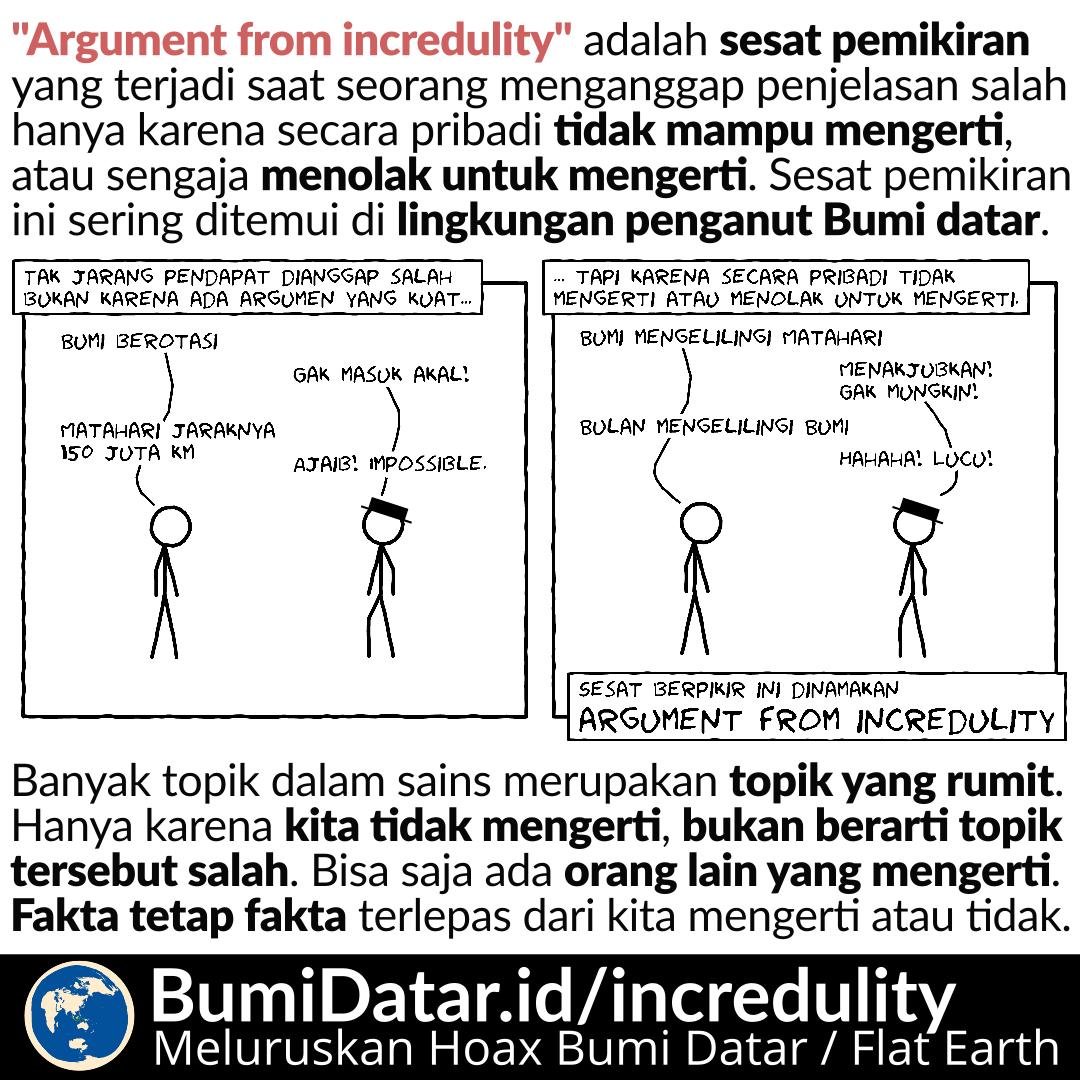 "Argument from incredulity" adalah sesat pemikiran
yang terjadi saat seorang menganggap penjelasan salah
hanya karena secara pribadi tidak mampu mengerti,
atau sengaja menolak untuk mengerti. Sesat pemikiran
ini sering ditemui di lingkungan penganut Bumi datar.
TAK JARANG PENDAPAT DIANGGAP SALAH
BUKAN KARENA ADA ARGUMEN YANG KUAT...
BUMI BEROTASI
GAK MASUK AKAL!
MATAHARI JARAKNYA
150 JUTA KM
AJAIB! IMPOSSIBLE.
... TAPI KARENA SECARA PRIBADI TIDAK
MENGERTI ATAU MENOLAK UNTUK MENGERTI.
BUMI MENGELILINGI MATAHARI
MENAKJUBKAN!
GAK MUNGKIN!
BULAN MENGELILINGI BUMI
HAHAHA! LUCU!
SESAT BERPIKIR INI DINAMAKAN
ARGUMENT FROM INCREDULITY
Banyak topik dalam sains merupakan topik yang rumit.
Hanya karena kita tidak mengerti, bukan berarti topik
tersebut salah. Bisa saja ada orang lain yang mengerti.
Fakta tetap fakta terlepas dari kita mengerti atau tidak.
BumiDatar.id/incredulity
Meluruskan Hoax Bumi Datar / Flat Earth